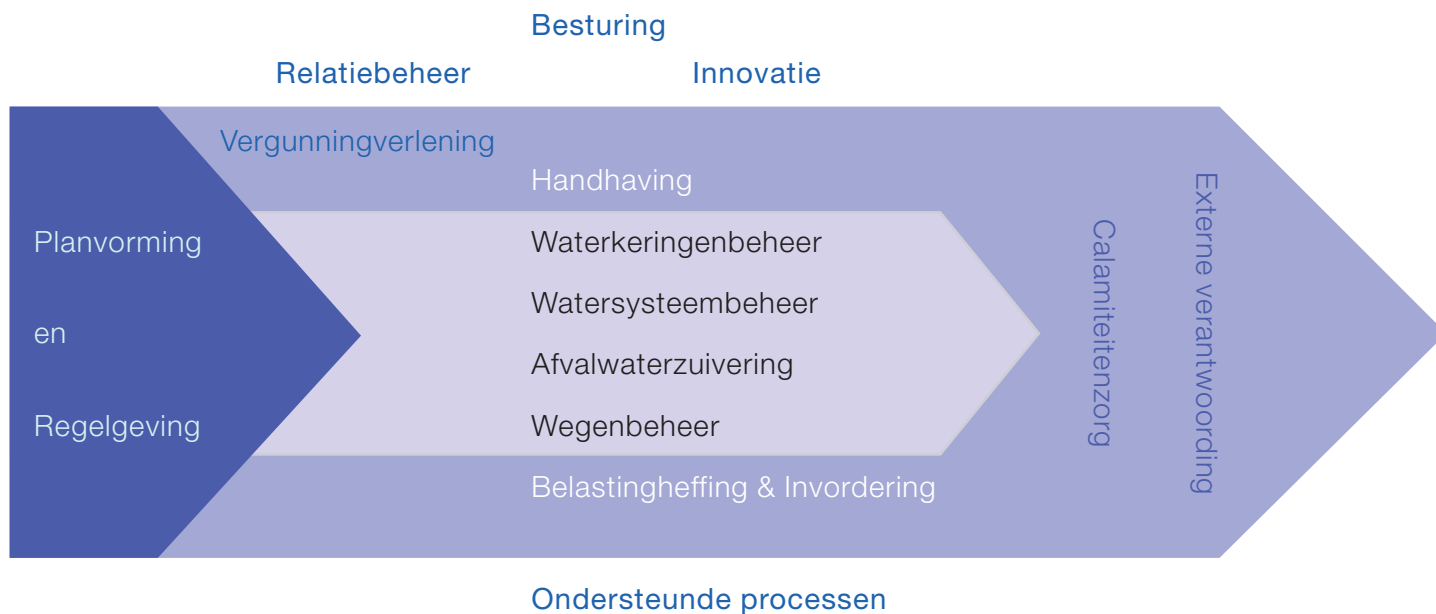 Besturing
Relatiebeheer
Innovatie
Vergunningverlening
Handhaving
Planvorming
en
Regelgeving
Waterkeringenbeheer
Watersysteembeheer
Afvalwaterzuivering
Wegenbeheer
Belastingheffing & Invordering
Calamiteitenzorg
Externe verantwoording
Ondersteunde processen